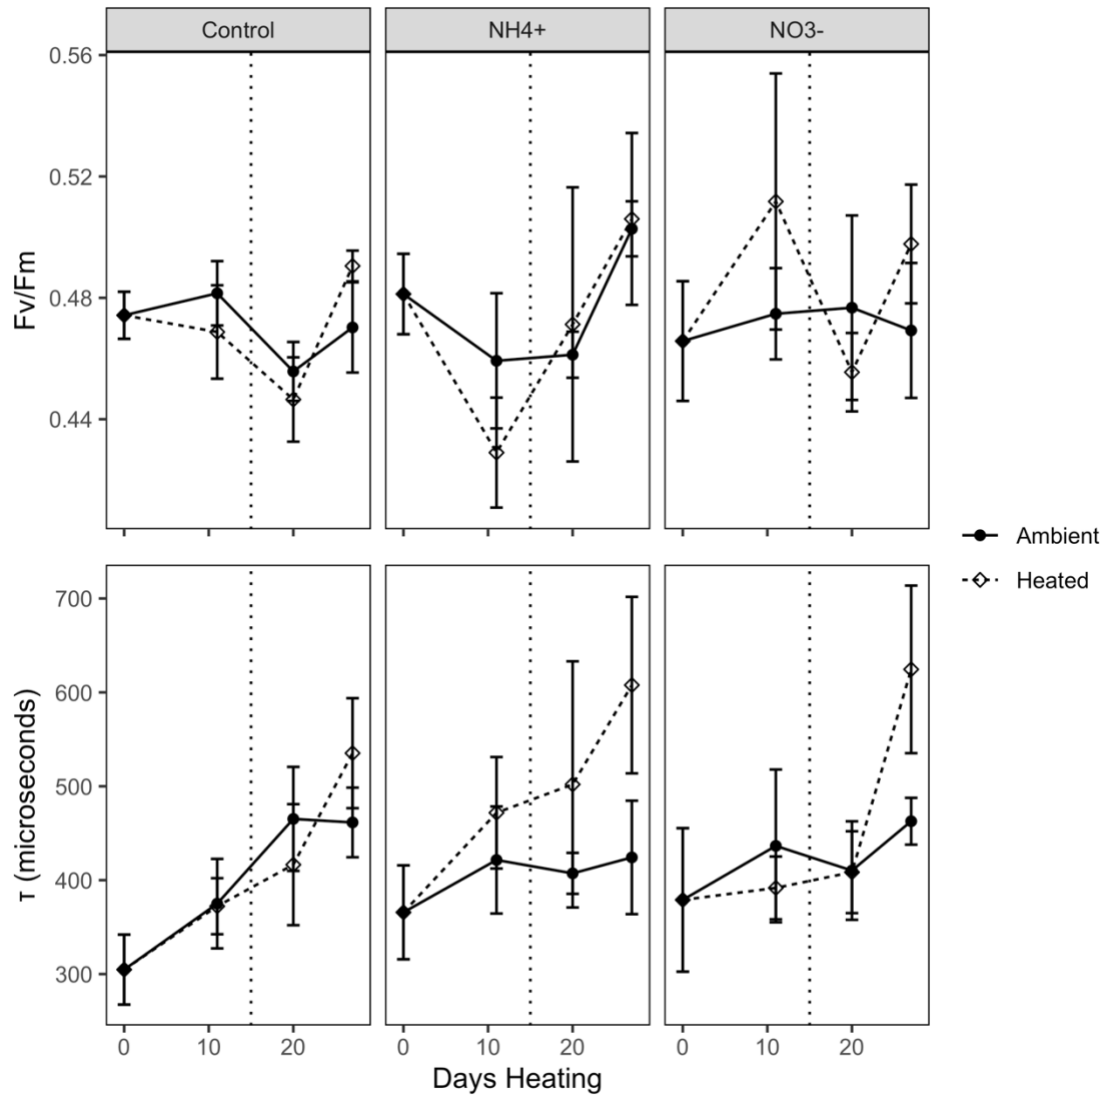 Control NH4+ NO3-
0.56
0.52
0.48
0.44
Fv/Fm
Ambient
Heated
700
600
500
400
300
τ (microseconds)
0 10 20 0 10 20 0 10 20
Days Heating